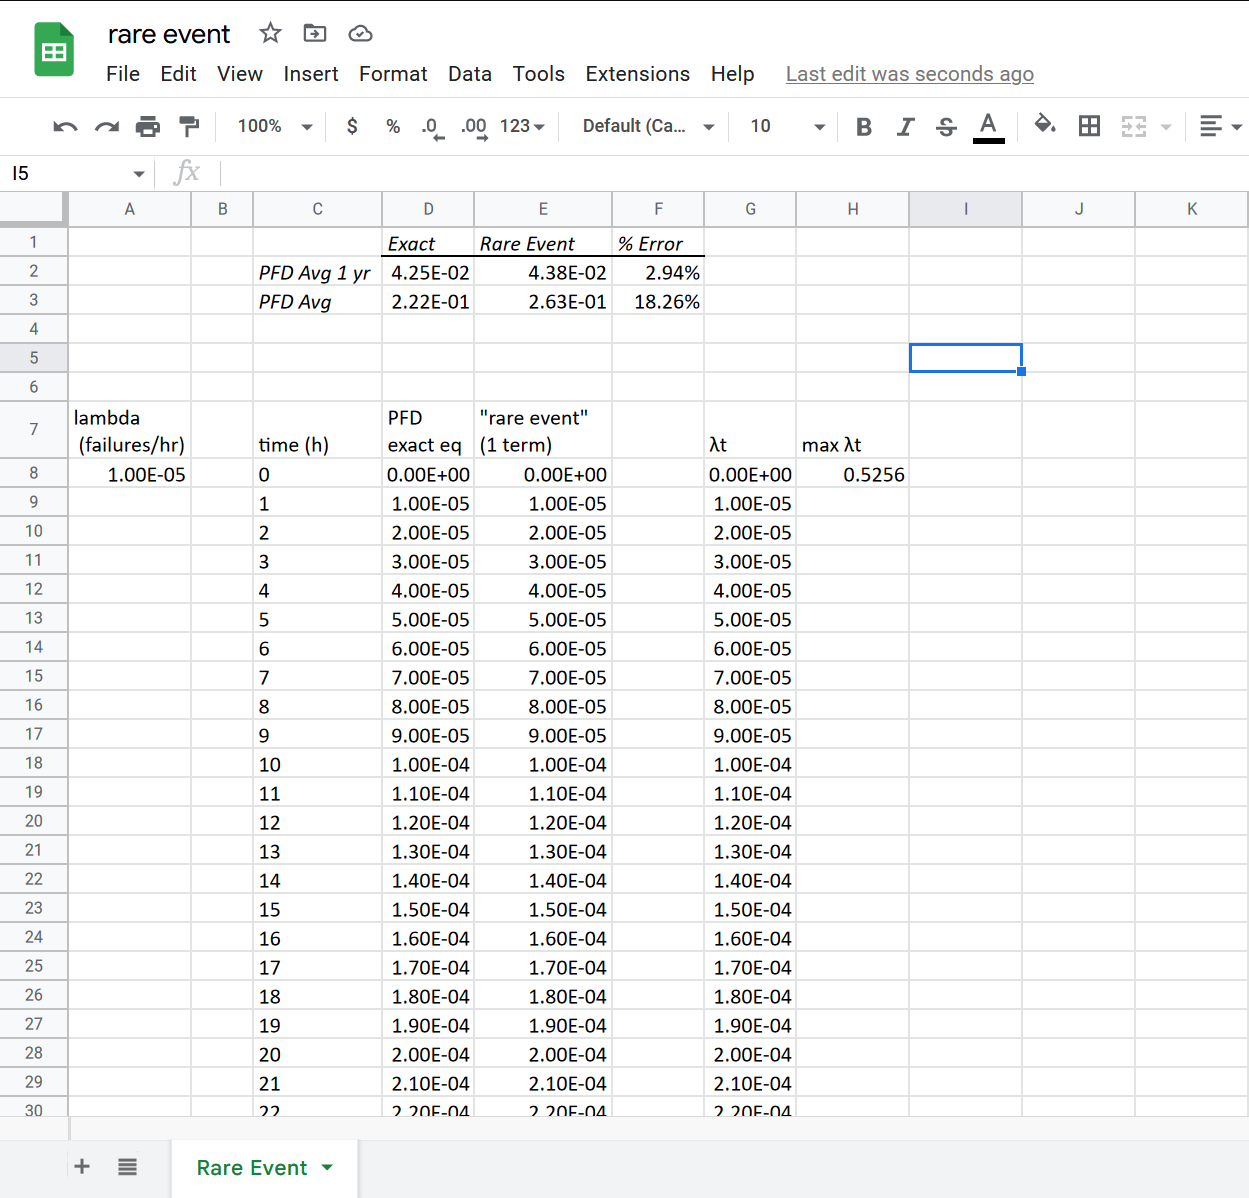 rare event
File Edit View Insert Format Data Tools Extensions Help Last edit was seconds ago
100% $ % .0 .00 123 Default (Ca... 10 B I S A
I5 fx
A B C D E F G H I J K
1 Exact Rare Event % Error
2 PFD Avg 1 yr 4.25E-02 4.38E-02 2.94%
3 PFD Avg 2.22E-01 2.63E-01 18.26%
4
5
6
lambda PFD "rare event"
7 (failures/hr) time (h) exact eq (1 term) λt max λt
8 1.00E-05 0 0.00E+00 0.00E+00 0.00E+00 0.5256
9 1 1.00E-05 1.00E-05 1.00E-05
10 2 2.00E-05 2.00E-05 2.00E-05
11 3 3.00E-05 3.00E-05 3.00E-05
12 4 4.00E-05 4.00E-05 4.00E-05
13 5 5.00E-05 5.00E-05 5.00E-05
14 6 6.00E-05 6.00E-05 6.00E-05
15 7 7.00E-05 7.00E-05 7.00E-05
16 8 8.00E-05 8.00E-05 8.00E-05
17 9 9.00E-05 9.00E-05 9.00E-05
18 10 1.00E-04 1.00E-04 1.00E-04
19 11 1.10E-04 1.10E-04 1.10E-04
20 12 1.20E-04 1.20E-04 1.20E-04
21 13 1.30E-04 1.30E-04 1.30E-04
22 14 1.40E-04 1.40E-04 1.40E-04
23 15 1.50E-04 1.50E-04 1.50E-04
24 16 1.60E-04 1.60E-04 1.60E-04
25 17 1.70E-04 1.70E-04 1.70E-04
26 18 1.80E-04 1.80E-04 1.80E-04
27 19 1.90E-04 1.90E-04 1.90E-04
28 20 2.00E-04 2.00E-04 2.00E-04
29 21 2.10E-04 2.10E-04 2.10E-04
30 22 2.20E-04 2.20E-04 2.20E-04
Rare Event